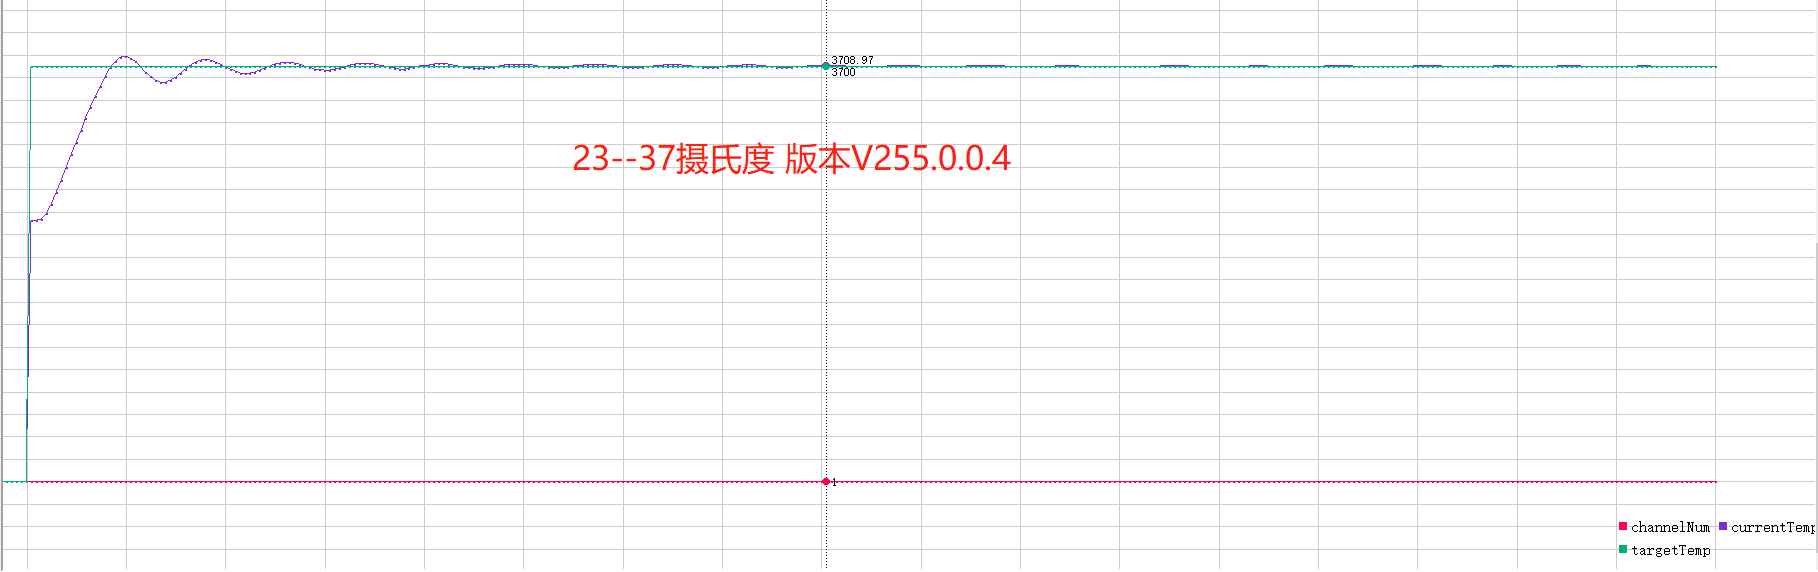 3708.97
3700
23--37摄氏度 版本V255.0.0.4
1
channelNum currentTemp
targetTemp